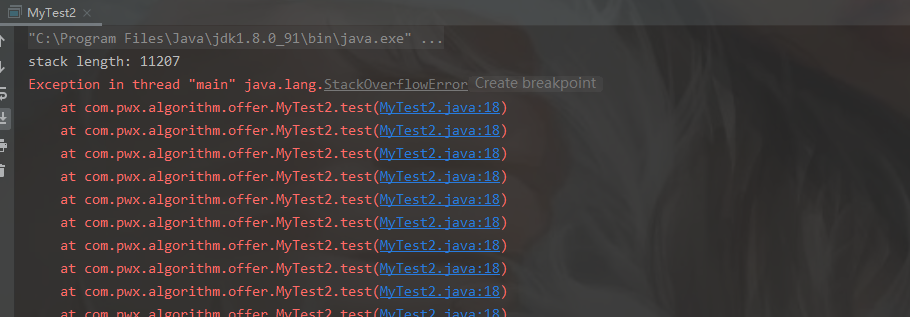 MyTest2
"C:\Program Files\Java\jdk1.8.0_91\bin\java.exe" ...
stack length: 11207
Exception in thread "main" java.lang.StackOverflowError Create breakpoint
at com.pwx.algorithm.offer.MyTest2.test(MyTest2.java:18)
at com.pwx.algorithm.offer.MyTest2.test(MyTest2.java:18)
at com.pwx.algorithm.offer.MyTest2.test(MyTest2.java:18)
at com.pwx.algorithm.offer.MyTest2.test(MyTest2.java:18)
at com.pwx.algorithm.offer.MyTest2.test(MyTest2.java:18)
at com.pwx.algorithm.offer.MyTest2.test(MyTest2.java:18)
at com.pwx.algorithm.offer.MyTest2.test(MyTest2.java:18)
at com.pwx.algorithm.offer.MyTest2.test(MyTest2.java:18)
at com.pwx.algorithm.offer.MyTest2.test(MyTest2.java:18)
at com.pwx.algorithm.offer.MyTest2.test(MyTest2.java:18)